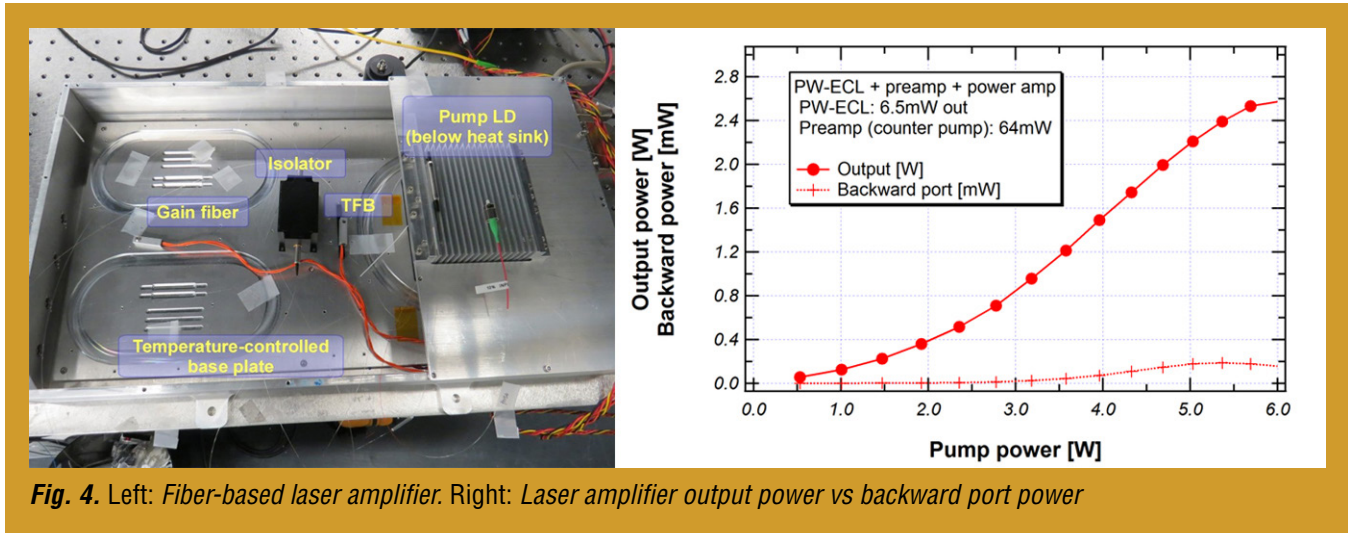 Pump LD
(below heat sink)
Isolator
TFB
Gain fiber
Temperature-controlled
base plate
Output power [W]
Backward power [mW]
2.8
2.4
2.0
1.6
1.2
0.8
0.4
0.0
PW-ECL + preamp + power amp
PW-ECL: 6.5mW out
Preamp (counter pump): 64mW
Output [W]
Backward port [mW]
0.0 1.0 2.0 3.0 4.0 5.0 6.0
Pump power [W]
Fig. 4. Left: Fiber-based laser amplifier. Right: Laser amplifier output power vs backward port power